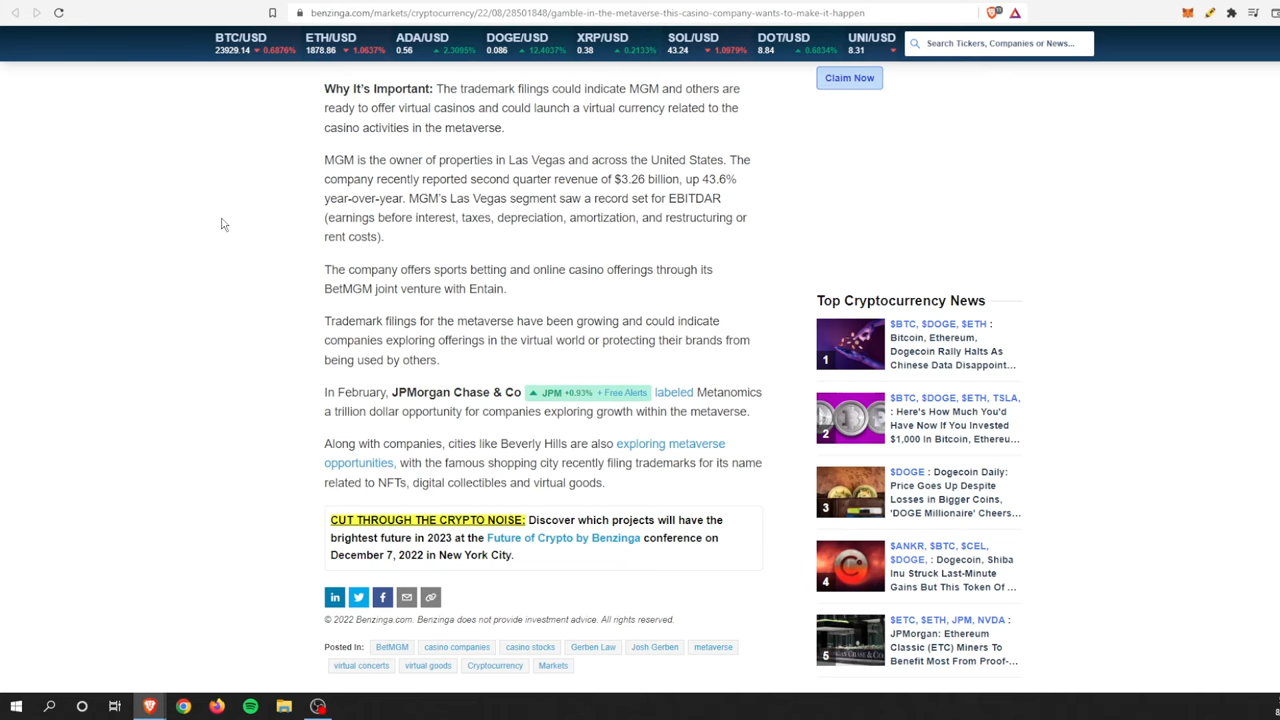 benzinga.com/markets/cryptocurrency/22/08/28501848/gamble-in-the-metaverse-this-casino-company-wants-to-make-it-happen
BTC/USD ETH/USD ADA/USD DOGE/USD XRP/USD SOL/USD DOT/USD UNI/USD
23929.14 ▼ 0.6876% 1878.86 ▼ 1.0637% 0.56 ▲ 2.3095% 0.086 ▲ 12.4037% 0.38 ▲ 0.2133% 43.24 ▼ 1.0979% 8.84 ▲ 0.6834% 8.31 ▼
Search Tickers, Companies or News...
Claim Now
Why It's Important: The trademark filings could indicate MGM and others are
ready to offer virtual casinos and could launch a virtual currency related to the
casino activities in the metaverse.
MGM is the owner of properties in Las Vegas and across the United States. The
company recently reported second quarter revenue of $3.26 billion, up 43.6%
year-over-year. MGM's Las Vegas segment saw a record set for EBITDAR
(earnings before interest, taxes, depreciation, amortization, and restructuring or
rent costs).
The company offers sports betting and online casino offerings through its
BetMGM joint venture with Entain.
Trademark filings for the metaverse have been growing and could indicate
companies exploring offerings in the virtual world or protecting their brands from
being used by others.
In February, JPMorgan Chase & Co ▲ JPM +0.93% + Free Alerts labeled Metanomics
a trillion dollar opportunity for companies exploring growth within the metaverse.
Along with companies, cities like Beverly Hills are also exploring metaverse
opportunities, with the famous shopping city recently filing trademarks for its name
related to NFTs, digital collectibles and virtual goods.
CUT THROUGH THE CRYPTO NOISE: Discover which projects will have the
brightest future in 2023 at the Future of Crypto by Benzinga conference on
December 7, 2022 in New York City.
© 2022 Benzinga.com. Benzinga does not provide investment advice. All rights reserved.
Posted In: BetMGM casino companies casino stocks Gerben Law Josh Gerben metaverse
virtual concerts virtual goods Cryptocurrency Markets
Top Cryptocurrency News
1
$BTC, $DOGE, $ETH :
Bitcoin, Ethereum,
Dogecoin Rally Halts As
Chinese Data Disappoint...
2
$BTC, $DOGE, $ETH, TSLA,
: Here's How Much You'd
Have Now If You Invested
$1,000 In Bitcoin, Ethereu...
3
$DOGE : Dogecoin Daily:
Price Goes Up Despite
Losses in Bigger Coins,
'DOGE Millionaire' Cheers...
4
$ANKR, $BTC, $CEL,
$DOGE, : Dogecoin, Shiba
Inu Struck Last-Minute
Gains But This Token Of ...
5
$ETC, $ETH, JPM, NVDA :
JPMorgan: Ethereum
Classic (ETC) Miners To
Benefit Most From Proof-...